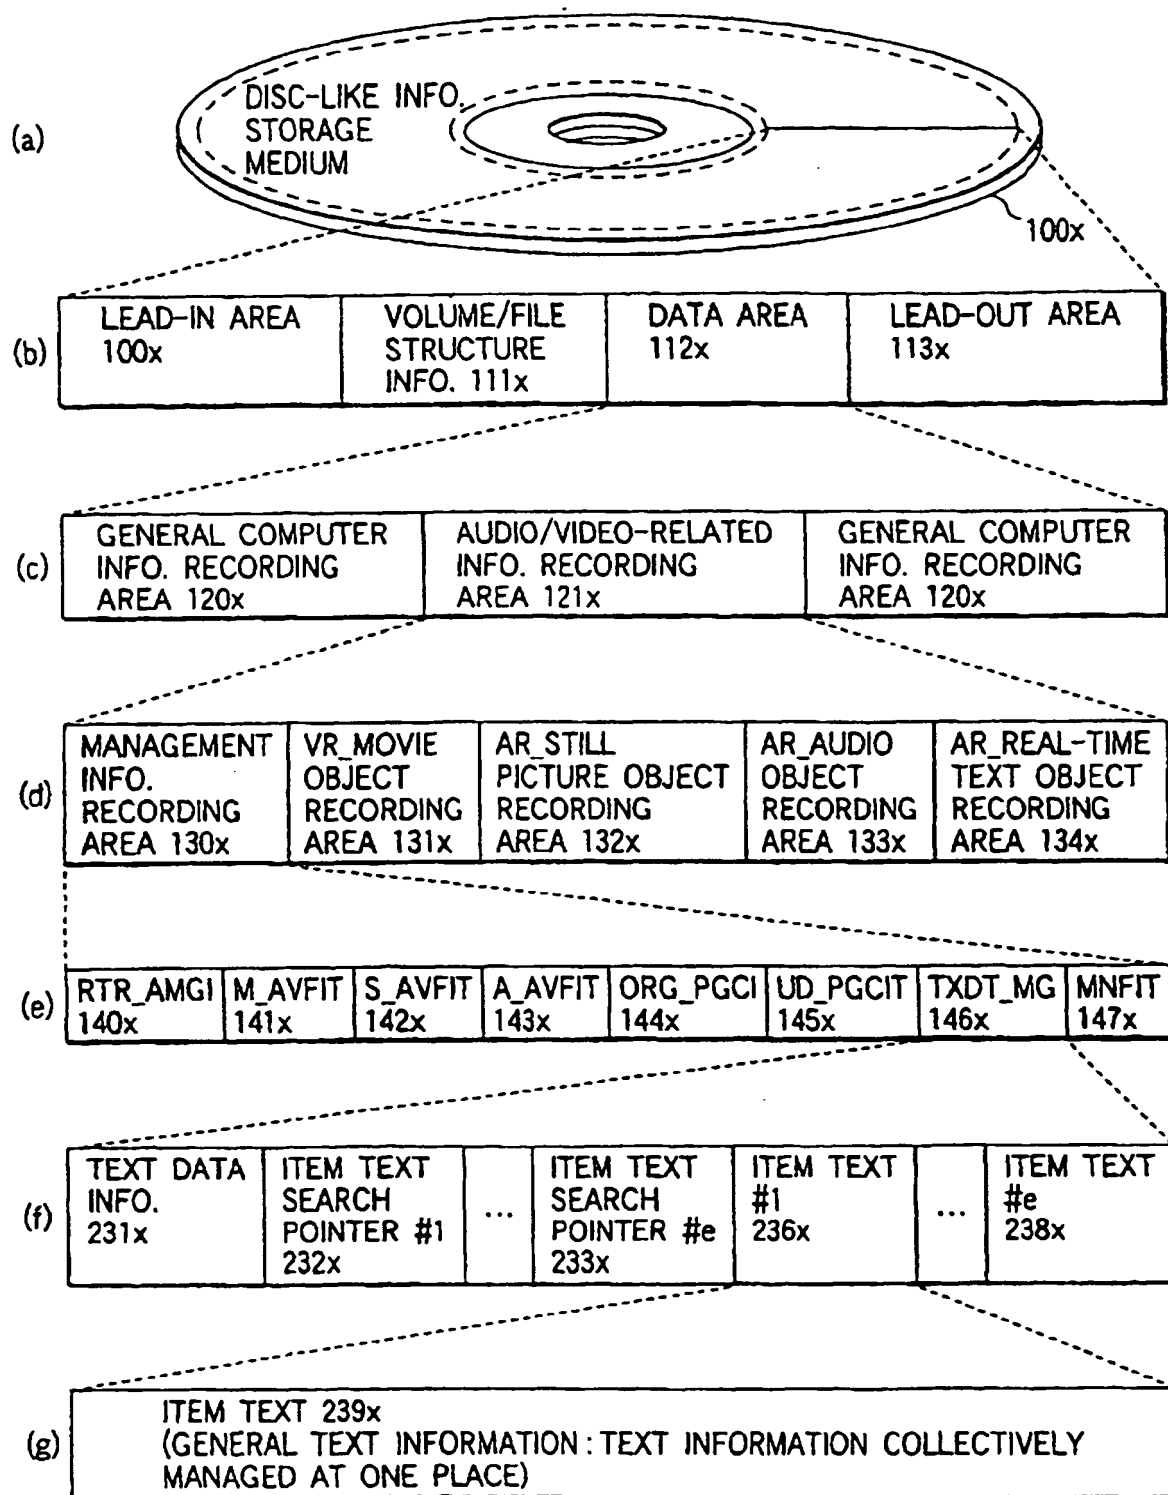 (a)
DISC-LIKE INFO.
STORAGE
MEDIUM
100x
(b)
LEAD-IN AREA
100x
VOLUME/FILE
STRUCTURE
INFO. 111x
DATA AREA
112x
LEAD-OUT AREA
113x
(c)
GENERAL COMPUTER
INFO. RECORDING
AREA 120x
AUDIO/VIDEO-RELATED
INFO. RECORDING
AREA 121x
GENERAL COMPUTER
INFO. RECORDING
AREA 120x
(d)
MANAGEMENT
INFO.
RECORDING
AREA 130x
VR_MOVIE
OBJECT
RECORDING
AREA 131x
AR_STILL
PICTURE OBJECT
RECORDING
AREA 132x
AR_AUDIO
OBJECT
RECORDING
AREA 133x
AR_REAL-TIME
TEXT OBJECT
RECORDING
AREA 134x
(e)
RTR_AMGI
140x
M_AVFIT
141x
S_AVFIT
142x
A_AVFIT
143x
ORG_PGCI
144x
UD_PGCIT
145x
TXDT_MG
146x
MNFIT
147x
(f)
TEXT DATA
INFO.
231x
ITEM TEXT
SEARCH
POINTER #1
232x
...
ITEM TEXT
SEARCH
POINTER #e
233x
ITEM TEXT
#1
236x
...
ITEM TEXT
#e
238x
(g)
ITEM TEXT 239x
(GENERAL TEXT INFORMATION : TEXT INFORMATION COLLECTIVELY
MANAGED AT ONE PLACE)